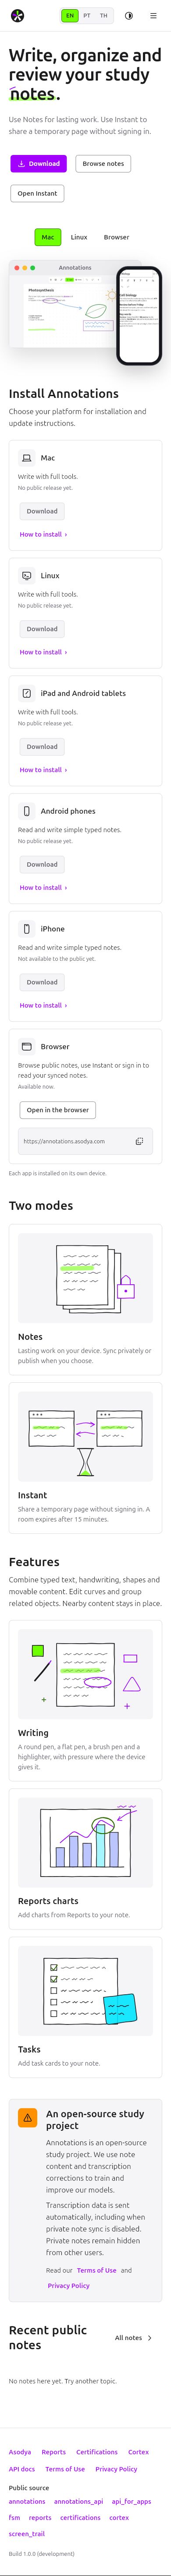 EN PT TH
Write, organize and
review your study
notes.
Use Notes for lasting work. Use Instant to
share a temporary page without signing in.
Download
Browse notes
Open Instant
Mac Linux Browser
Annotations
Photosynthesis
Install Annotations
Choose your platform for installation and
update instructions.
Mac
Write with full tools.
No public release yet.
Download
How to install ›
Linux
Write with full tools.
No public release yet.
Download
How to install ›
iPad and Android tablets
Write with full tools.
No public release yet.
Download
How to install ›
Android phones
Read and write simple typed notes.
No public release yet.
Download
How to install ›
iPhone
Read and write simple typed notes.
Not available to the public yet.
Download
How to install ›
Browser
Browse public notes, use Instant or sign in to
read your synced notes.
Available now.
Open in the browser
https://annotations.asodya.com
Each app is installed on its own device.
Two modes
Notes
Lasting work on your device. Sync privately or
publish when you choose.
Instant
Share a temporary page without signing in. A
room expires after 15 minutes.
Features
Combine typed text, handwriting, shapes and
movable content. Edit curves and group
related objects. Nearby content stays in place.
Writing
A round pen, a flat pen, a brush pen and a
highlighter, with pressure where the device
gives it.
Reports charts
Add charts from Reports to your note.
Tasks
Add task cards to your note.
An open-source study
project
Annotations is an open-source
study project. We use note
content and transcription
corrections to train and
improve our models.
Transcription data is sent
automatically, including when
private note sync is disabled.
Private notes remain hidden
from other users.
Read our Terms of Use and
Privacy Policy
Recent public
notes
All notes
No notes here yet. Try another topic.
Asodya Reports Certifications Cortex
API docs Terms of Use Privacy Policy
Public source
annotations annotations_api api_for_apps
fsm reports certifications cortex
screen_trail
Build 1.0.0 (development)